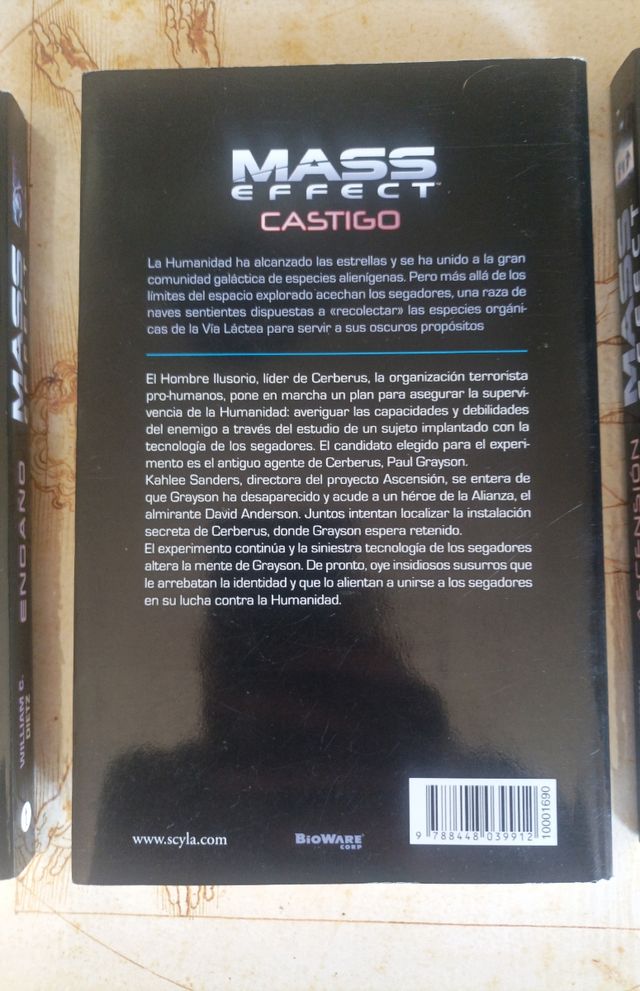 MASS
EFFECT™
CASTIGO
La Humanidad ha alcanzado las estrellas y se ha unido a la gran
comunidad galáctica de especies alienígenas. Pero más allá de los
límites del espacio explorado acechan los segadores, una raza de
naves sentientes dispuestas a «recolectar» las especies orgáni-
cas de la Vía Láctea para servir a sus oscuros propósitos
El Hombre Ilusorio, líder de Cerberus, la organización terrorista
pro-humanos, pone en marcha un plan para asegurar la supervi-
vencia de la Humanidad: averiguar las capacidades y debilidades
del enemigo a través del estudio de un sujeto implantado con la
tecnología de los segadores. El candidato elegido para el experi-
mento es el antiguo agente de Cerberus, Paul Grayson.
Kahlee Sanders, directora del proyecto Ascensión, se entera de
que Grayson ha desaparecido y acude a un héroe de la Alianza, el
almirante David Anderson. Juntos intentan localizar la instalación
secreta de Cerberus, donde Grayson espera retenido.
El experimento continúa y la siniestra tecnología de los segadores
altera la mente de Grayson. De pronto, oye insidiosos susurros que
le arrebatan la identidad y que lo alientan a unirse a los segadores
en su lucha contra la Humanidad.
www.scyla.com
BIOWARE
CORP
9 788448 039912
10001690
MASS
ENGAÑO
WILLIAM C.
DIETZ
MASS
ASCENSIÓN